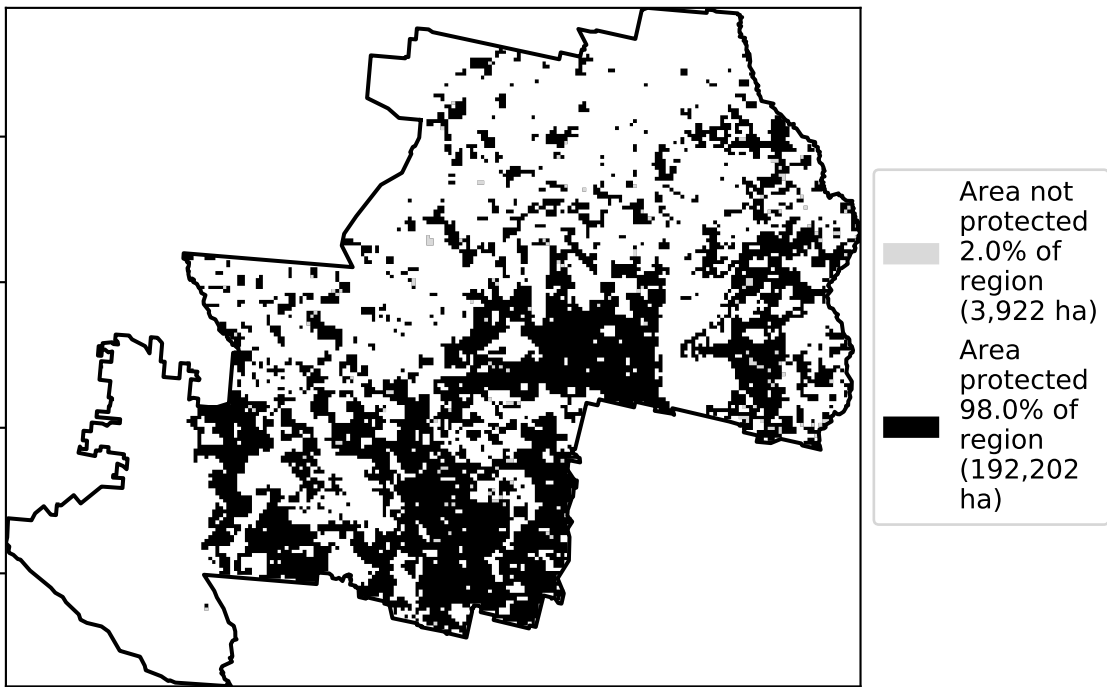 Area not
protected
2.0% of
region
(3,922 ha)
Area
protected
98.0% of
region
(192,202
ha)